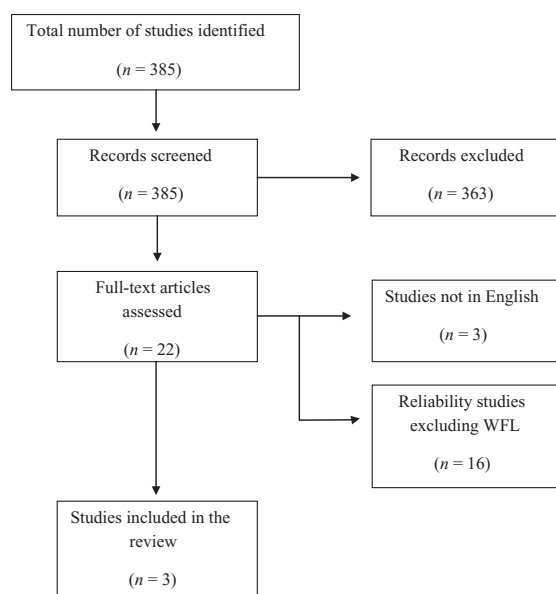 Total number of studies identified
(n = 385)
Records screened
(n = 385)
Records excluded
(n = 363)
Full-text articles
assessed
(n = 22)
Studies not in English
(n = 3)
Reliability studies
excluding WFL
(n = 16)
Studies included in the
review
(n = 3)